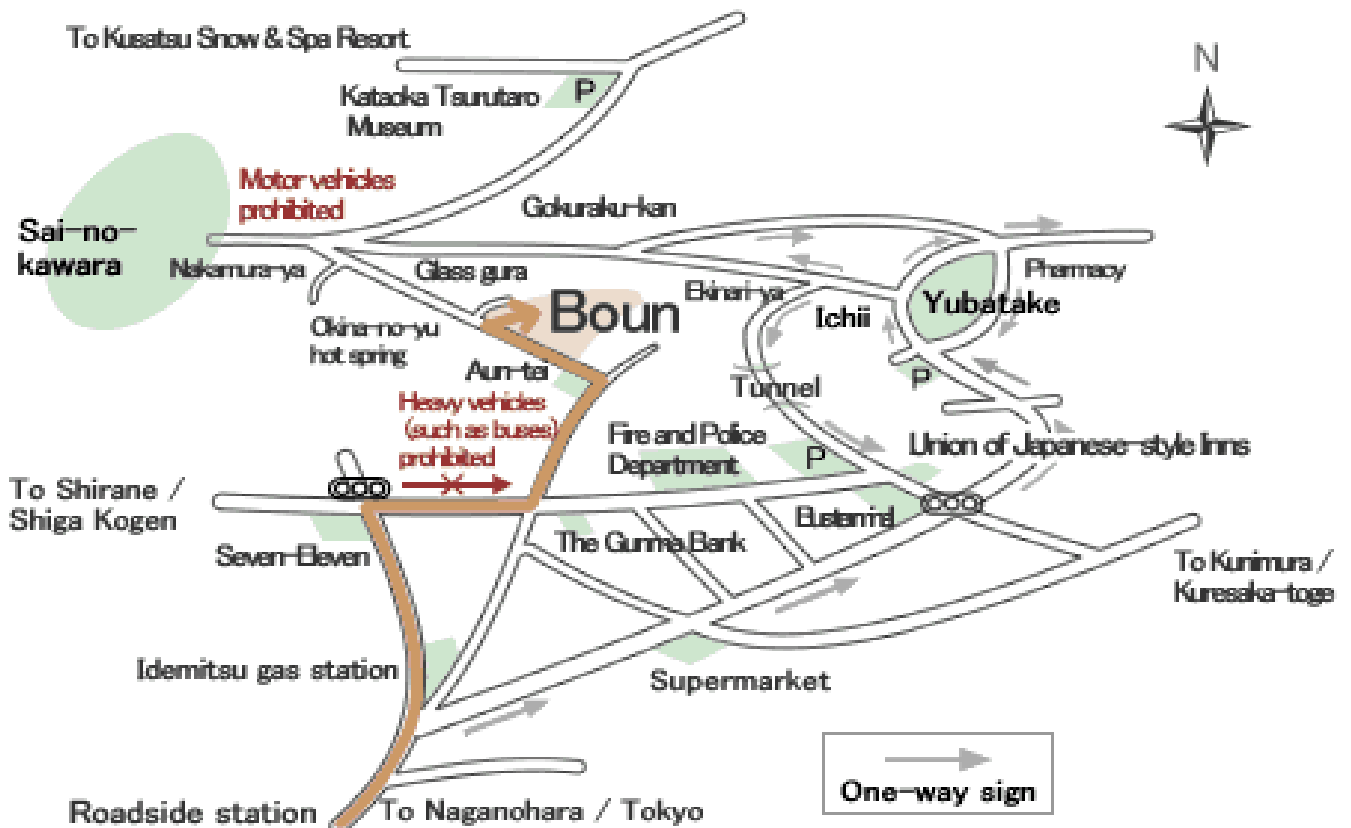 To Kusatsu Snow & Spa Resort
N
P
Kataoka Tsurutaro
Museum
Motor vehicles
prohibited
Gokuraku-kan
Sai-no-
kawara
Nakamura-ya
Glass gura
Ekinari-ya
Pharmacy
Yubatake
Ichii
Boun
Okina-no-yu
hot spring
Aun-tei
P
Tunnel
Heavy vehicles
(such as buses)
prohibited
Fire and Police
Department
P
Union of Japanese-style Inns
To Shirane /
Shiga Kogen
Busterminal
Seven-Eleven
The Gunma Bank
To Kunimura /
Kuresaka-toge
Idemitsu gas station
Supermarket
One-way sign
Roadside station
To Naganohara / Tokyo